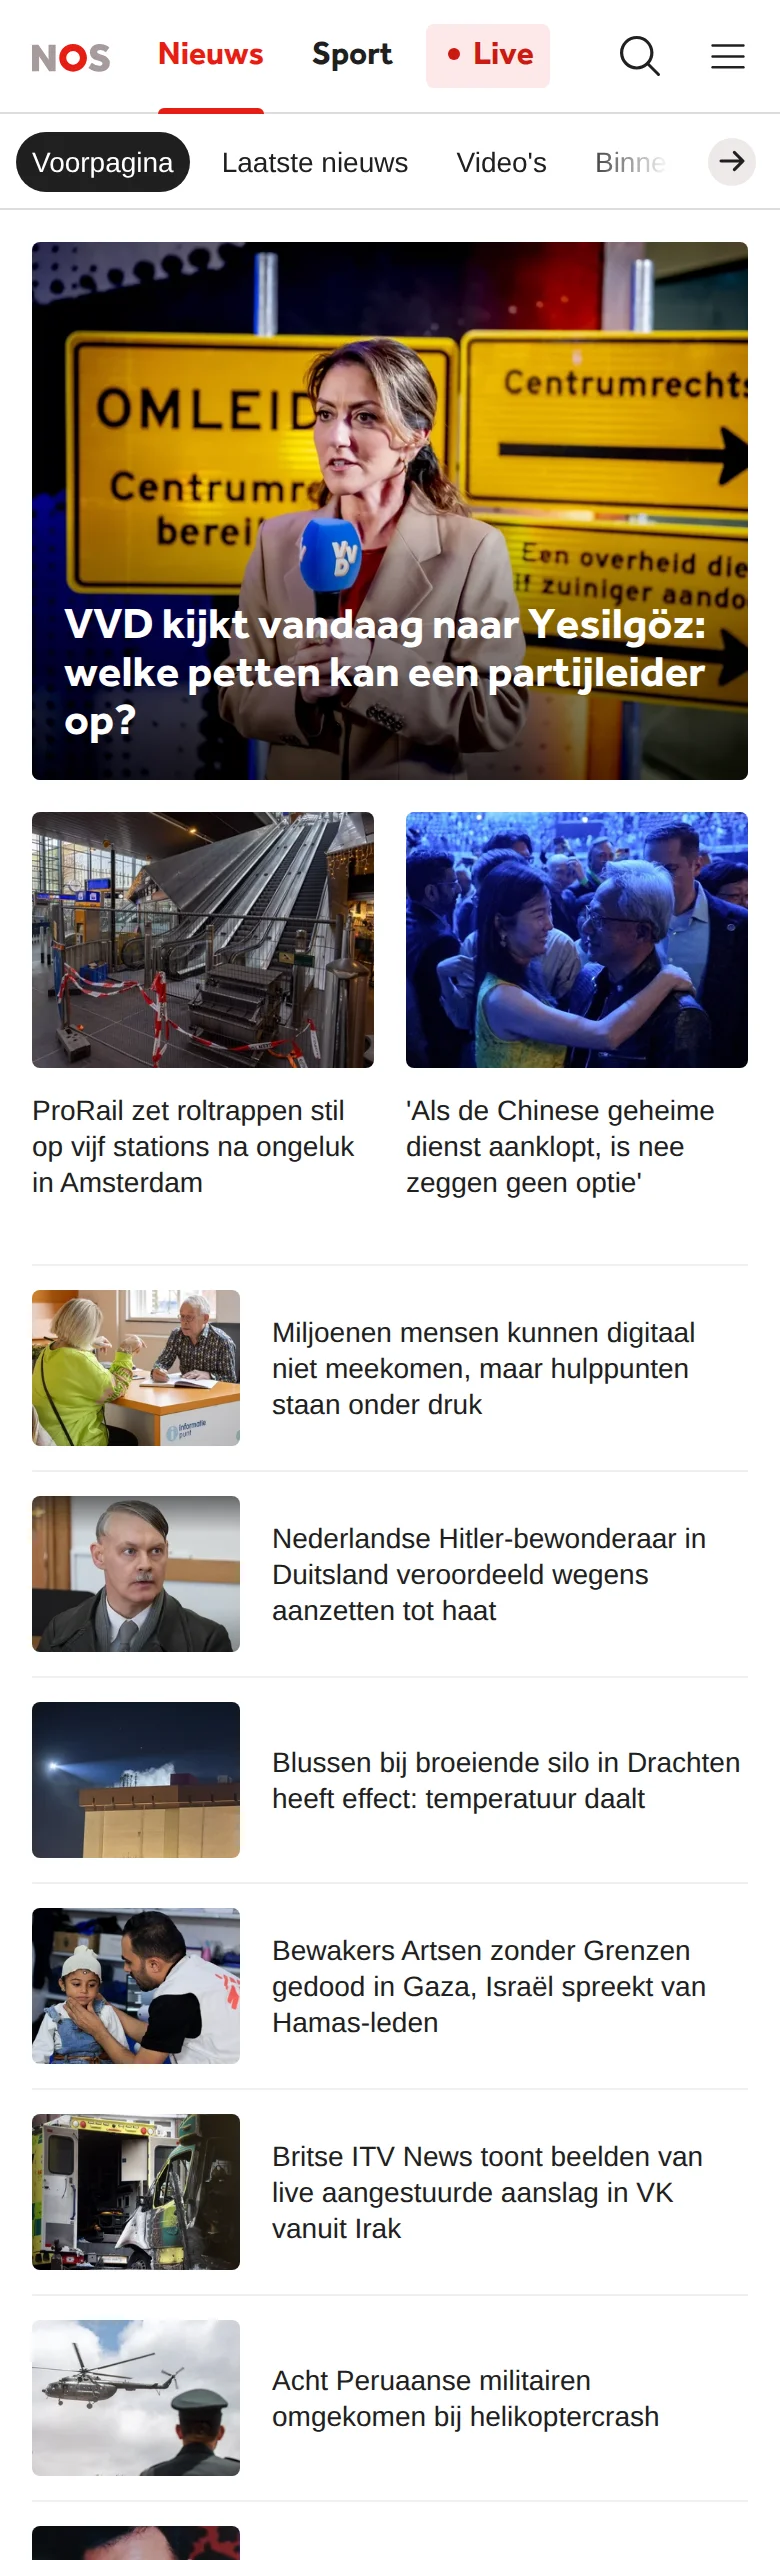 NOS
Nieuws
Sport
Live
Voorpagina
Laatste nieuws
Video's
Binne
OMLEID
Centrumr
berei
Centrumrechts
Een overheid die
lf zuiniger aando
VVD
VVD kijkt vandaag naar Yesilgöz:
welke petten kan een partijleider
op?
ProRail zet roltrappen stil
op vijf stations na ongeluk
in Amsterdam
'Als de Chinese geheime
dienst aanklopt, is nee
zeggen geen optie'
Informatie
punt
Miljoenen mensen kunnen digitaal
niet meekomen, maar hulppunten
staan onder druk
Nederlandse Hitler-bewonderaar in
Duitsland veroordeeld wegens
aanzetten tot haat
Blussen bij broeiende silo in Drachten
heeft effect: temperatuur daalt
Bewakers Artsen zonder Grenzen
gedood in Gaza, Israël spreekt van
Hamas-leden
Britse ITV News toont beelden van
live aangestuurde aanslag in VK
vanuit Irak
Acht Peruaanse militairen
omgekomen bij helikoptercrash